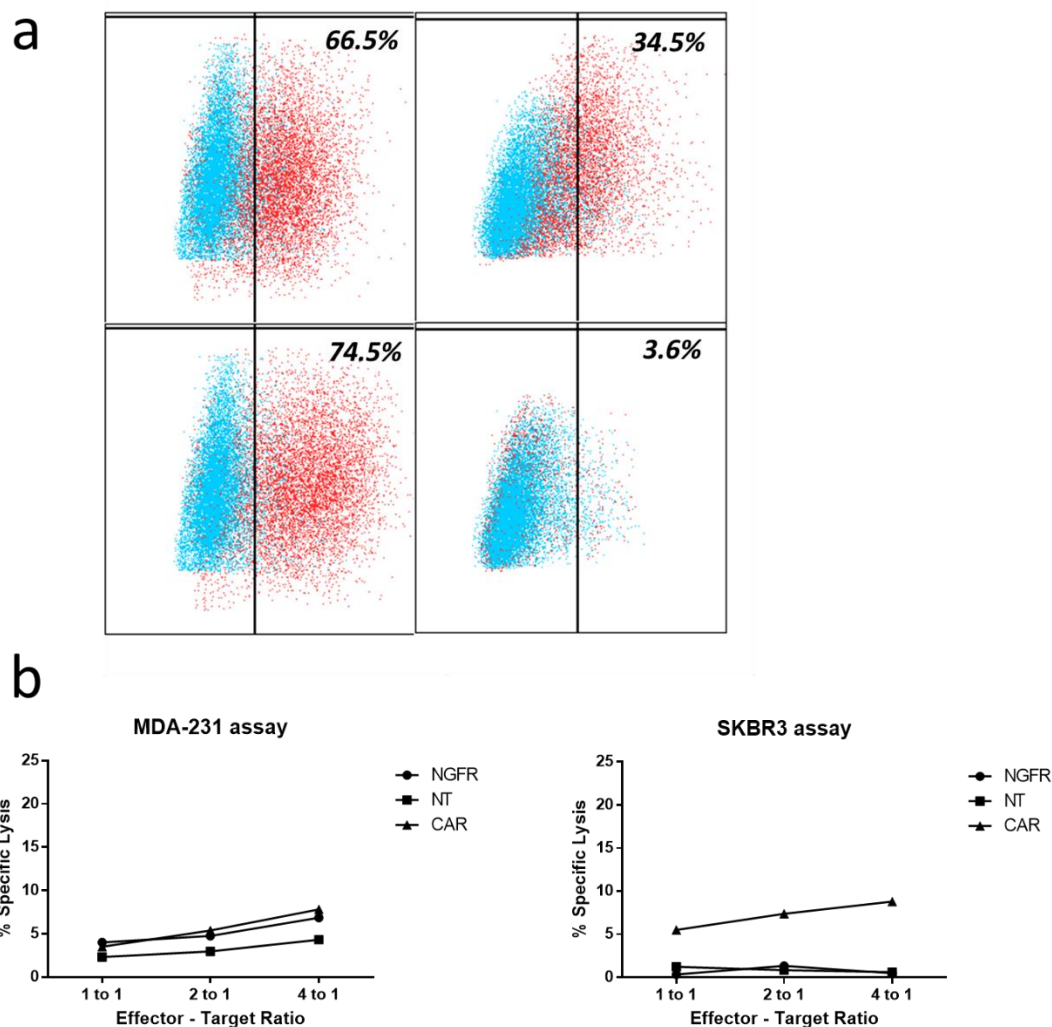 a
66.5%
34.5%
74.5%
3.6%
b
MDA-231 assay
% Specific Lysis
25
20
15
10
5
0
1 to 1
2 to 1
4 to 1
Effector - Target Ratio
NGFR
NT
CAR
SKBR3 assay
% Specific Lysis
25
20
15
10
5
0
1 to 1
2 to 1
4 to 1
Effector - Target Ratio
NGFR
NT
CAR